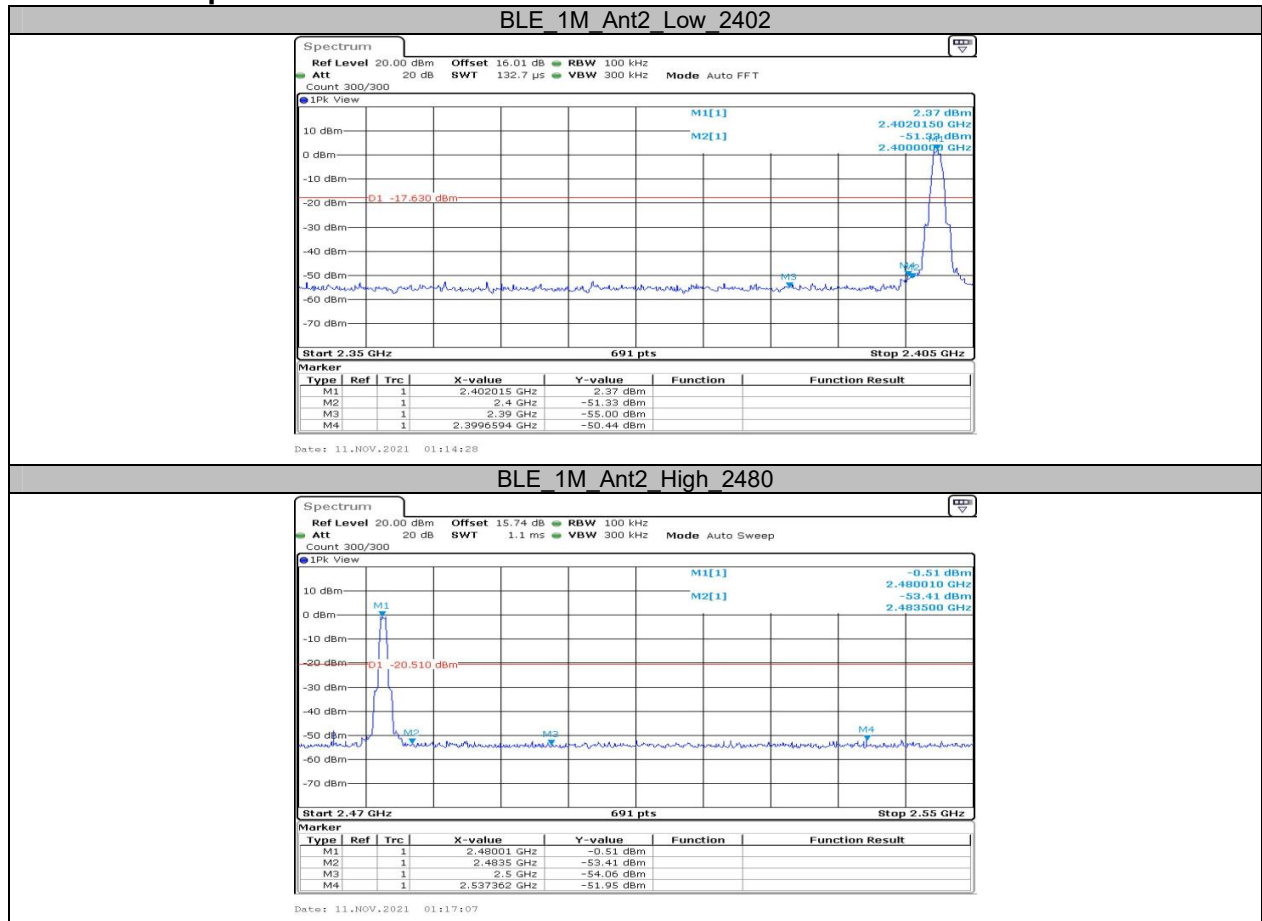 BLE_1M_Ant2_Low_2402
Spectrum
Ref Level 20.00 dBm Offset 16.01 dB RBW 100 kHz
Att 20 dB SWT 132.7 µs VBW 300 kHz Mode Auto FFT
Count 300/300
1Pk View
M1[1] 2.37 dBm
2.4020150 GHz
M2[1] -51.33 dBm
2.4000000 GHz
M1
10 dBm
0 dBm
-10 dBm
D1 -17.630 dBm
-20 dBm
-30 dBm
-40 dBm
M4 M2
M3
-50 dBm
-60 dBm
-70 dBm
Start 2.35 GHz 691 pts Stop 2.405 GHz
Marker
Type Ref Trc X-value Y-value Function Function Result
M1 1 2.402015 GHz 2.37 dBm
M2 1 2.4 GHz -51.33 dBm
M3 1 2.39 GHz -55.00 dBm
M4 1 2.3996594 GHz -50.44 dBm
Date: 11.NOV.2021 01:14:28
BLE_1M_Ant2_High_2480
Spectrum
Ref Level 20.00 dBm Offset 15.74 dB RBW 100 kHz
Att 20 dB SWT 1.1 ms VBW 300 kHz Mode Auto Sweep
Count 300/300
1Pk View
M1[1] -0.51 dBm
2.480010 GHz
M2[1] -53.41 dBm
2.483500 GHz
10 dBm
M1
0 dBm
-10 dBm
-20 dBm
D1 -20.510 dBm
-30 dBm
-40 dBm
M2 M3 M4
-50 dBm
-60 dBm
-70 dBm
Start 2.47 GHz 691 pts Stop 2.55 GHz
Marker
Type Ref Trc X-value Y-value Function Function Result
M1 1 2.48001 GHz -0.51 dBm
M2 1 2.4835 GHz -53.41 dBm
M3 1 2.5 GHz -54.06 dBm
M4 1 2.537362 GHz -51.95 dBm
Date: 11.NOV.2021 01:17:07